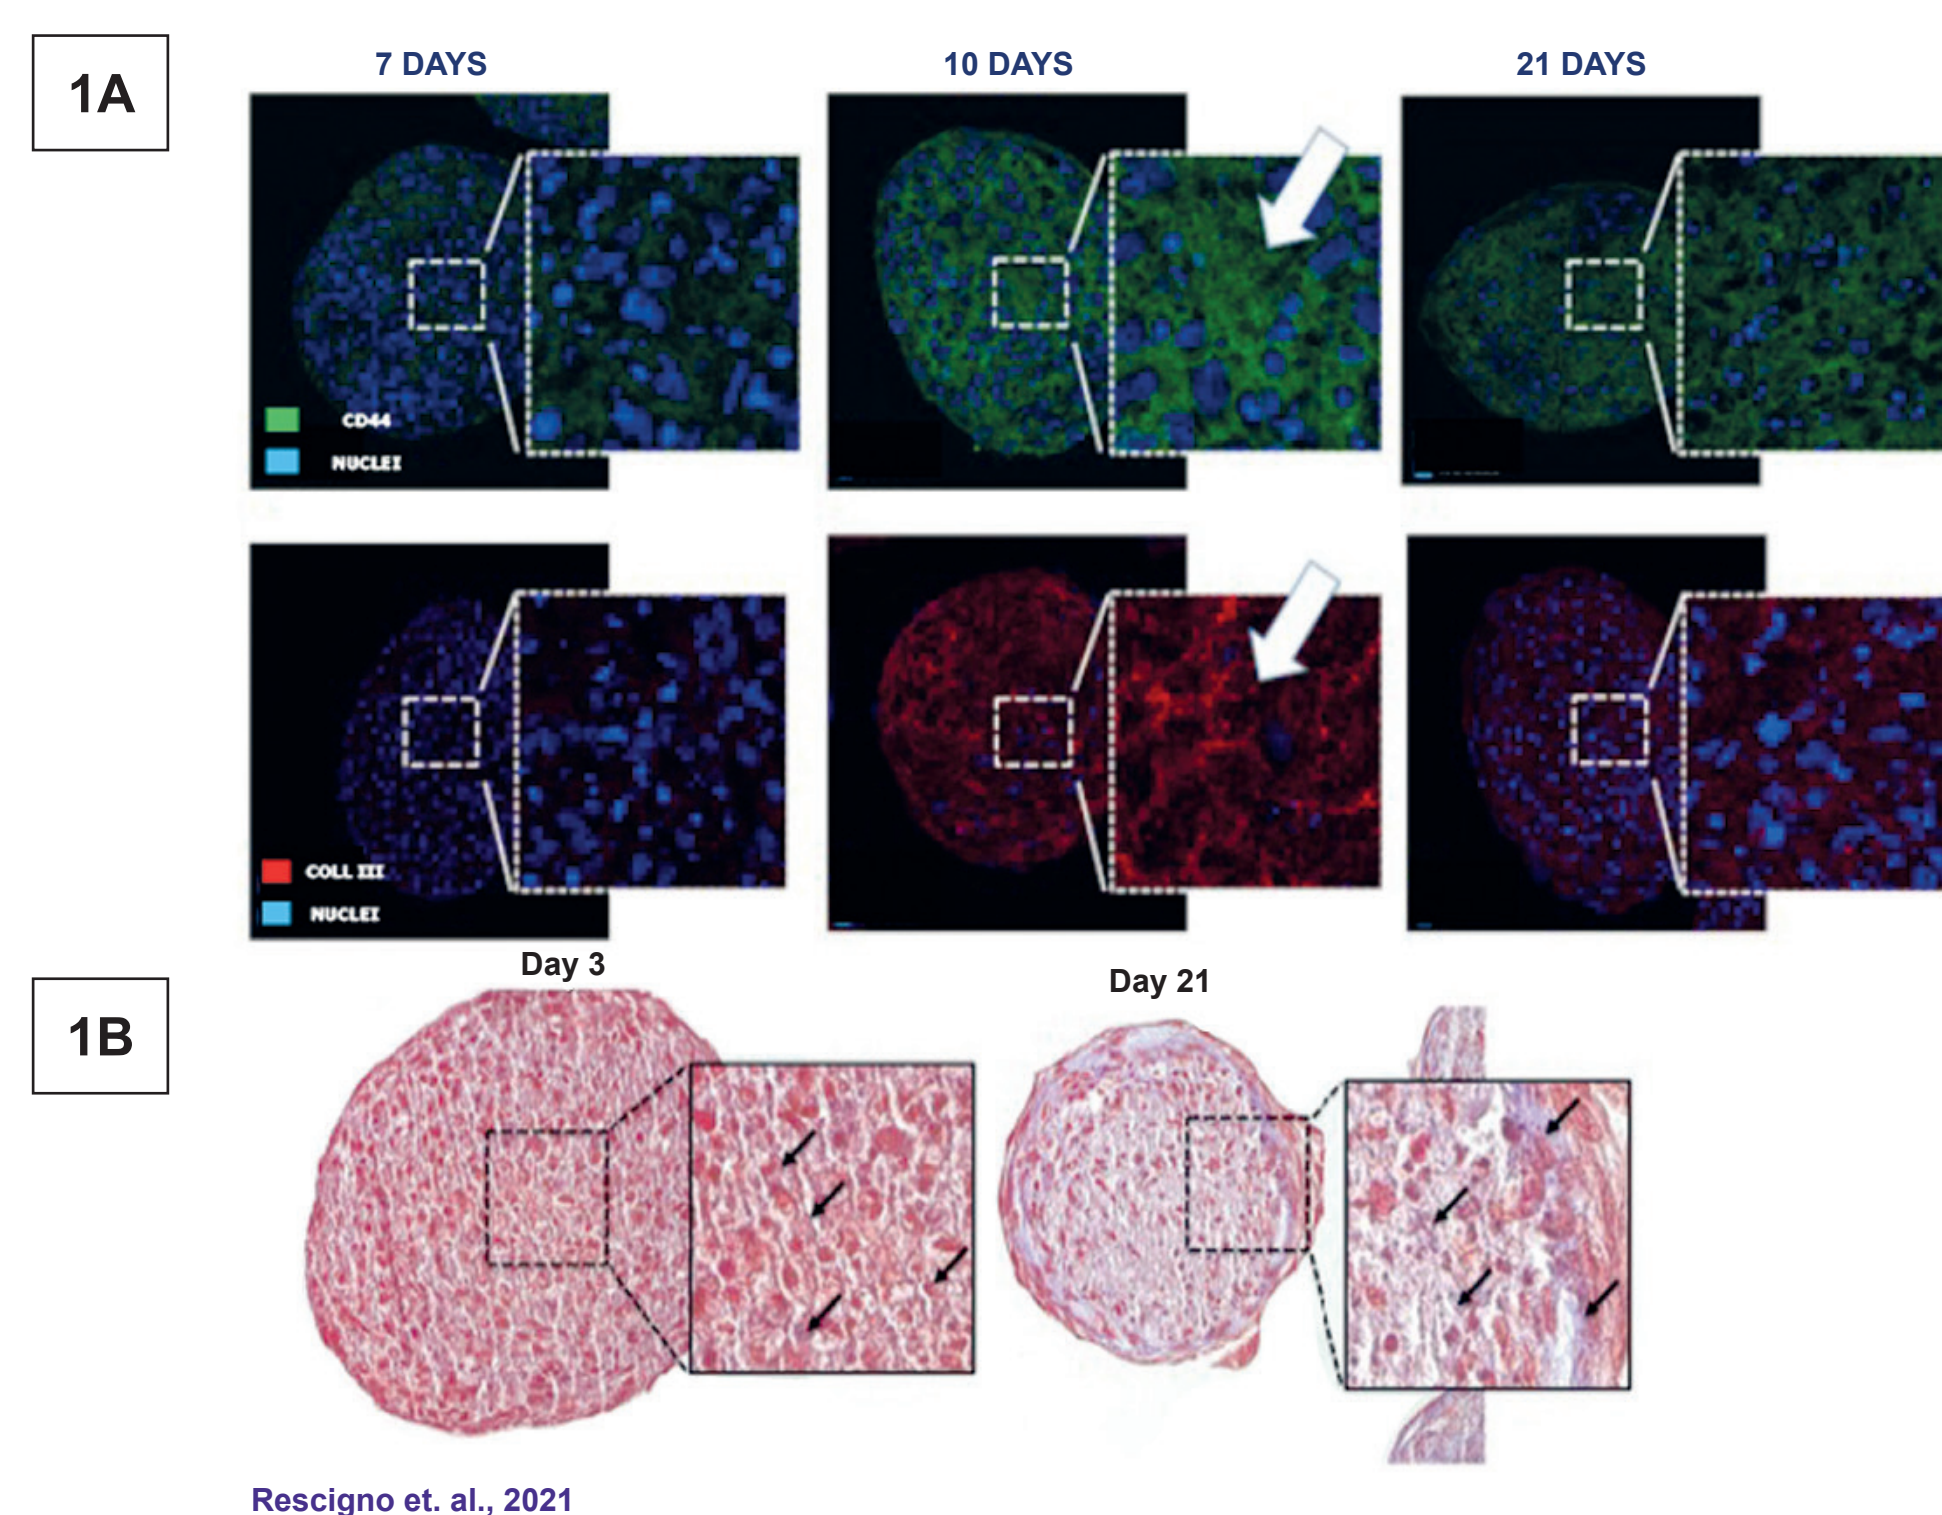 1A
7 DAYS
10 DAYS
21 DAYS
CD44
NUCLEI
COLL III
NUCLEI
1B
Day 3
Day 21
Rescigno et. al., 2021